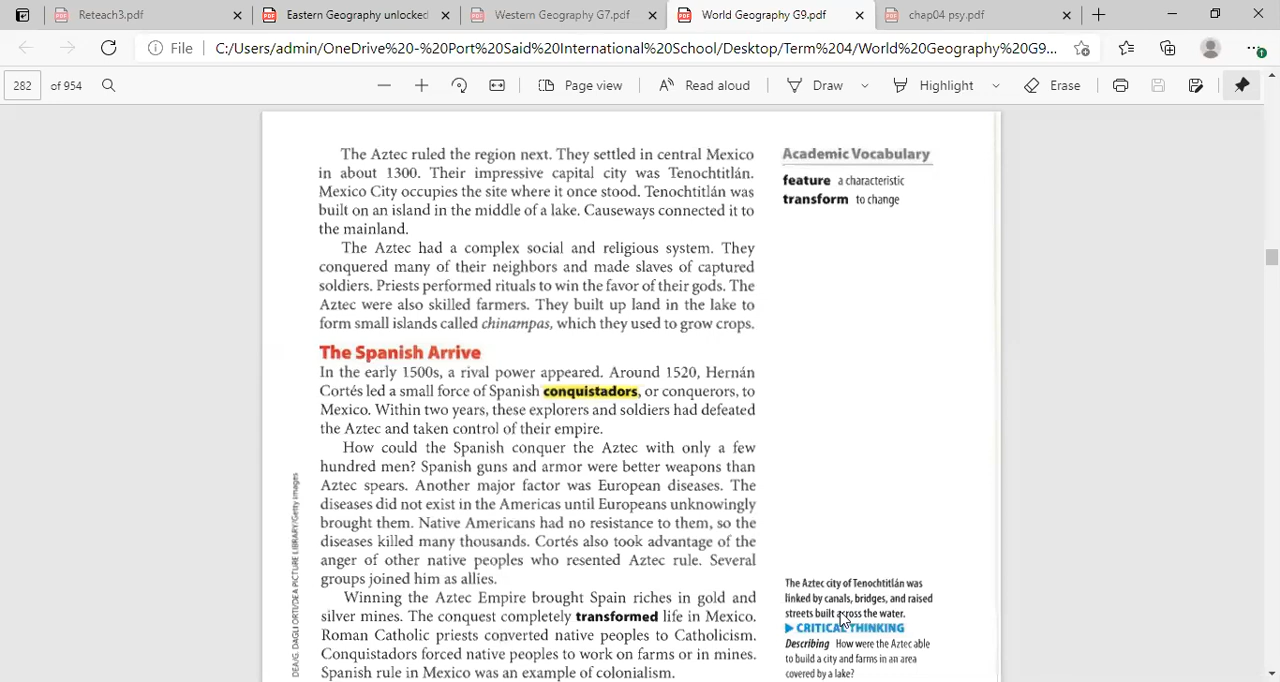 Reteach3.pdf
Eastern Geography unlocked
Western Geography G7.pdf
World Geography G9.pdf
chap04 psy.pdf
File
C:/Users/admin/OneDrive%20-%20Port%20Said%20International%20School/Desktop/Term%204/World%20Geography%20G9...
282 of 954
Page view
Read aloud
Draw
Highlight
Erase
The Aztec ruled the region next. They settled in central Mexico
in about 1300. Their impressive capital city was Tenochtitlán.
Mexico City occupies the site where it once stood. Tenochtitlán was
built on an island in the middle of a lake. Causeways connected it to
the mainland.
The Aztec had a complex social and religious system. They
conquered many of their neighbors and made slaves of captured
soldiers. Priests performed rituals to win the favor of their gods. The
Aztec were also skilled farmers. They built up land in the lake to
form small islands called chinampas, which they used to grow crops.
The Spanish Arrive
In the early 1500s, a rival power appeared. Around 1520, Hernán
Cortés led a small force of Spanish conquistadors, or conquerors, to
Mexico. Within two years, these explorers and soldiers had defeated
the Aztec and taken control of their empire.
How could the Spanish conquer the Aztec with only a few
hundred men? Spanish guns and armor were better weapons than
Aztec spears. Another major factor was European diseases. The
diseases did not exist in the Americas until Europeans unknowingly
brought them. Native Americans had no resistance to them, so the
diseases killed many thousands. Cortés also took advantage of the
anger of other native peoples who resented Aztec rule. Several
groups joined him as allies.
Winning the Aztec Empire brought Spain riches in gold and
silver mines. The conquest completely transformed life in Mexico.
Roman Catholic priests converted native peoples to Catholicism.
Conquistadors forced native peoples to work on farms or in mines.
Spanish rule in Mexico was an example of colonialism.
Academic Vocabulary
feature a characteristic
transform to change
The Aztec city of Tenochtitlán was
linked by canals, bridges, and raised
streets built across the water.
▶ CRITICAL THINKING
Describing How were the Aztec able
to build a city and farms in an area
covered by a lake?
DEA/G. DAGLI ORTI/DEA PICTURE LIBRARY/Getty Images